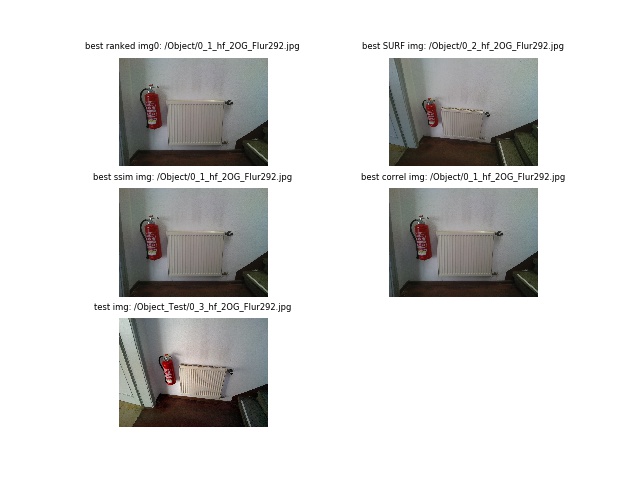 best ranked img0: /Object/0_1_hf_2OG_Flur292.jpg
best SURF img: /Object/0_2_hf_2OG_Flur292.jpg
best ssim img: /Object/0_1_hf_2OG_Flur292.jpg
best correl img: /Object/0_1_hf_2OG_Flur292.jpg
test img: /Object_Test/0_3_hf_2OG_Flur292.jpg